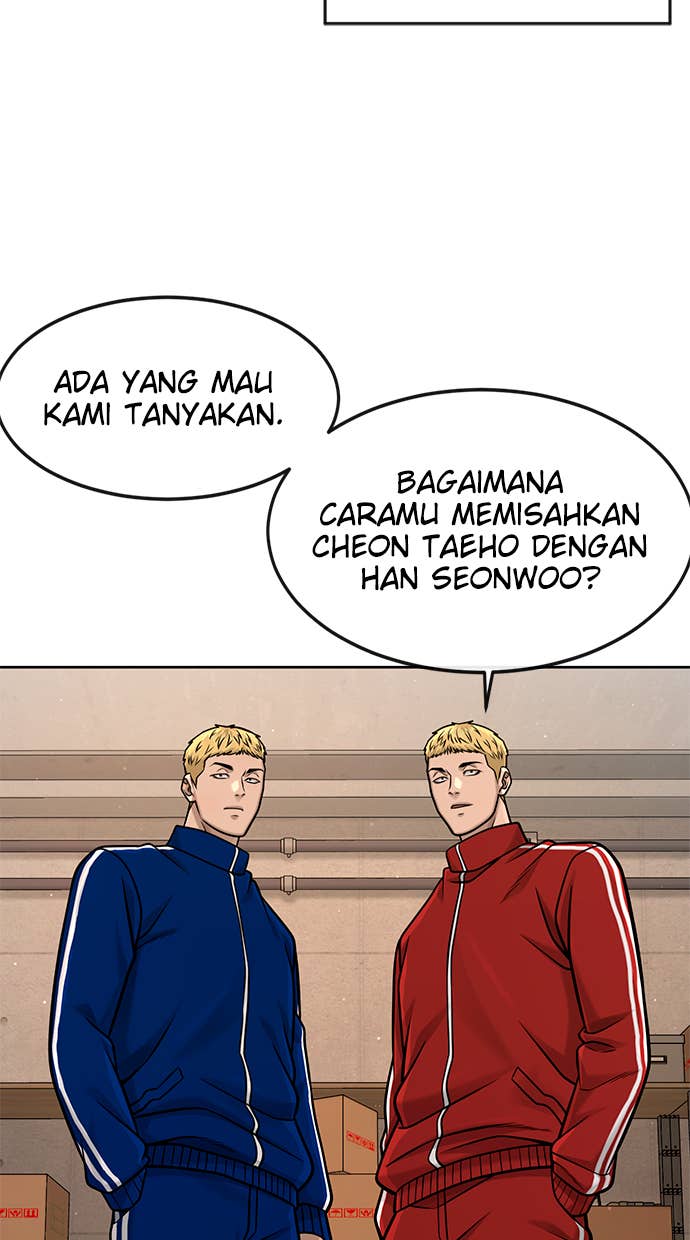 ADA YANG MAU
KAMI TANYAKAN.
BAGAIMANA
CARAMU MEMISAHKAN
CHEON TAEHO DENGAN
HAN SEONWOO?